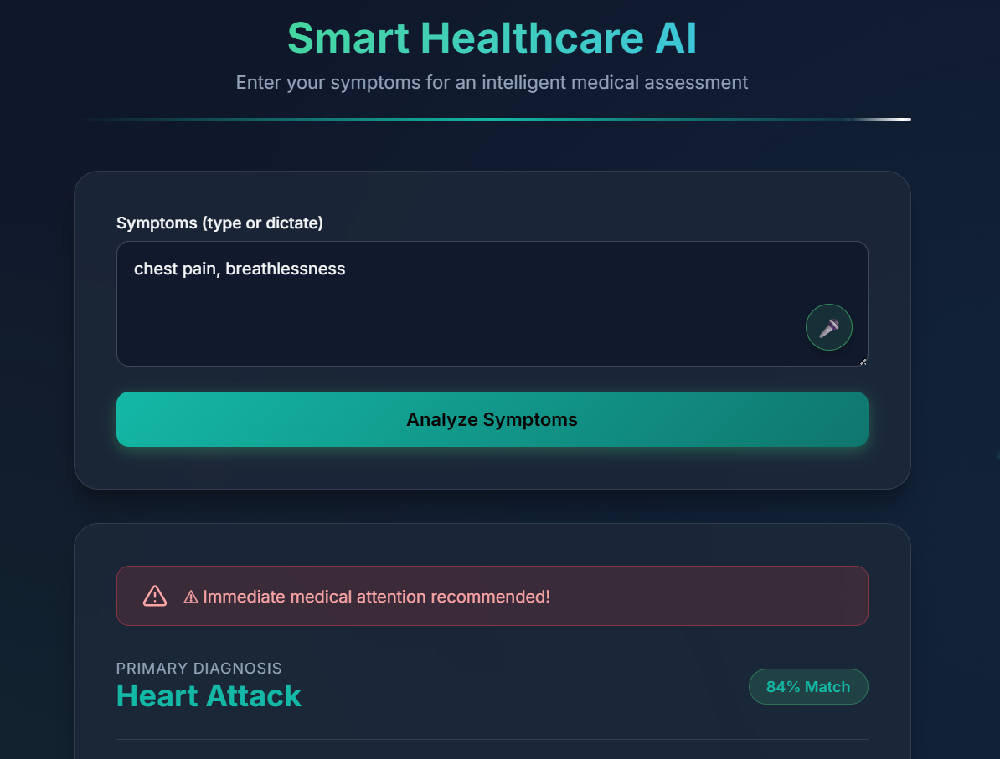 Smart Healthcare AI
Enter your symptoms for an intelligent medical assessment
Symptoms (type or dictate)
chest pain, breathlessness
Analyze Symptoms
⚠ Immediate medical attention recommended!
PRIMARY DIAGNOSIS
Heart Attack
84% Match